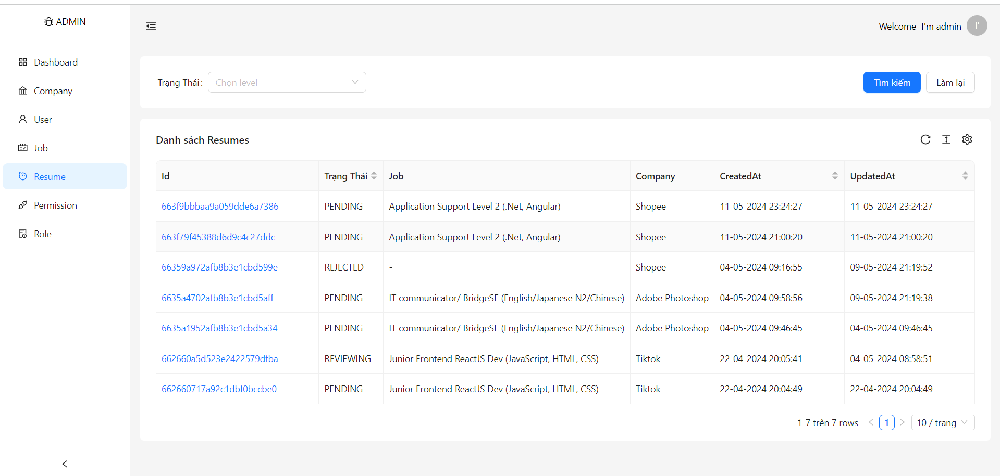 ADMIN
Welcome I'm admin I'
Dashboard
Company
User
Job
Resume
Permission
Role
Trạng Thái: Chọn level
Tìm kiếm Làm lại
Danh sách Resumes
Id Trạng Thái Job Company CreatedAt UpdatedAt
663f9bbbaa9a059dde6a7386 PENDING Application Support Level 2 (.Net, Angular) Shopee 11-05-2024 23:24:27 11-05-2024 23:24:27
663f79f45388d6d9c4c27ddc PENDING Application Support Level 2 (.Net, Angular) Shopee 11-05-2024 21:00:20 11-05-2024 21:00:20
66359a972afb8b3e1cbd599e REJECTED - Shopee 04-05-2024 09:16:55 09-05-2024 21:19:52
6635a4702afb8b3e1cbd5aff PENDING IT communicator/ BridgeSE (English/Japanese N2/Chinese) Adobe Photoshop 04-05-2024 09:58:56 09-05-2024 21:19:38
6635a1952afb8b3e1cbd5a34 PENDING IT communicator/ BridgeSE (English/Japanese N2/Chinese) Adobe Photoshop 04-05-2024 09:46:45 04-05-2024 09:46:45
662660a5d523e2422579dfba REVIEWING Junior Frontend ReactJS Dev (JavaScript, HTML, CSS) Tiktok 22-04-2024 20:05:41 04-05-2024 08:58:51
662660717a92c1dbf0bccbe0 PENDING Junior Frontend ReactJS Dev (JavaScript, HTML, CSS) Tiktok 22-04-2024 20:04:49 22-04-2024 20:04:49
1-7 trên 7 rows 1 10 / trang